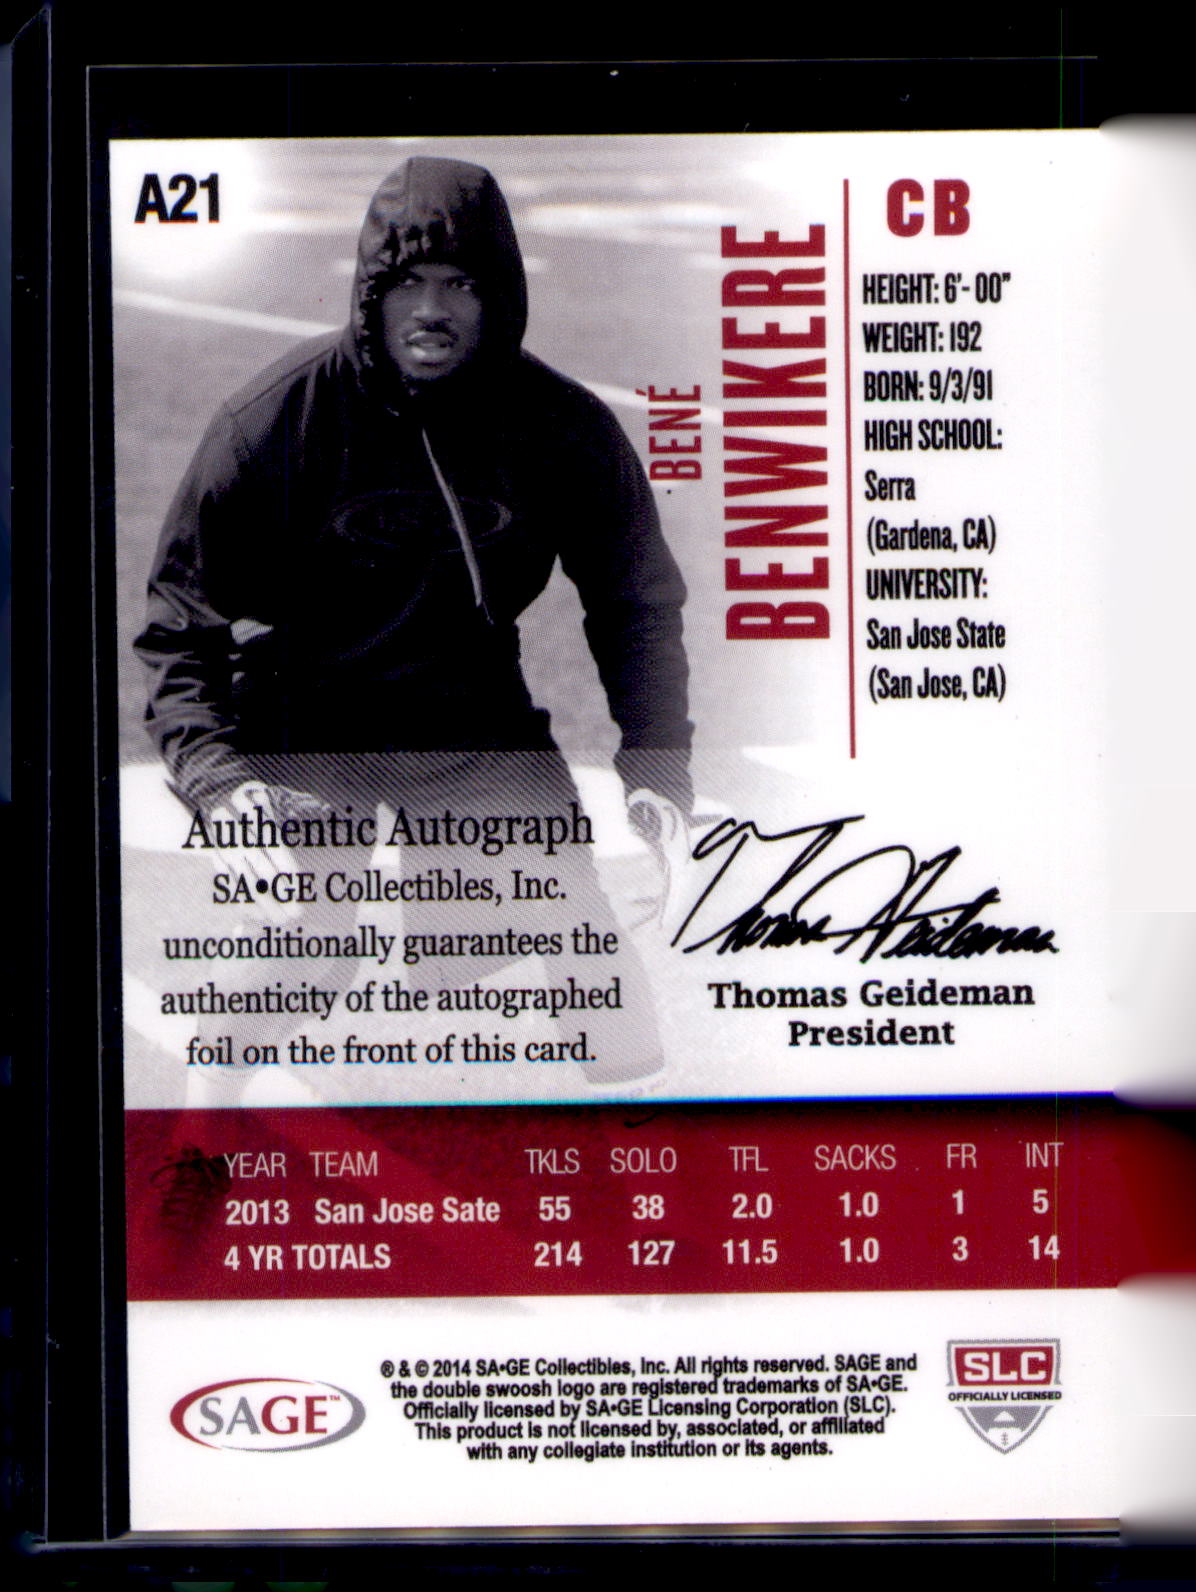 A21
BENÉ
BENWIKERE
CB
HEIGHT: 6'- 00"
WEIGHT: 192
BORN: 9/3/91
HIGH SCHOOL:
Serra
(Gardena, CA)
UNIVERSITY:
San Jose State
(San Jose, CA)
Authentic Autograph
SA•GE Collectibles, Inc.
unconditionally guarantees the
authenticity of the autographed
foil on the front of this card.
Thomas Geideman
Thomas Geideman
President
YEAR TEAM TKLS SOLO TFL SACKS FR INT
2013 San Jose Sate 55 38 2.0 1.0 1 5
4 YR TOTALS 214 127 11.5 1.0 3 14
SAGE™
® & © 2014 SA•GE Collectibles, Inc. All rights reserved. SAGE and
the double swoosh logo are registered trademarks of SA•GE.
Officially licensed by SA•GE Licensing Corporation (SLC).
This product is not licensed by, associated, or affiliated
with any collegiate institution or its agents.
SLC
OFFICIALLY LICENSED